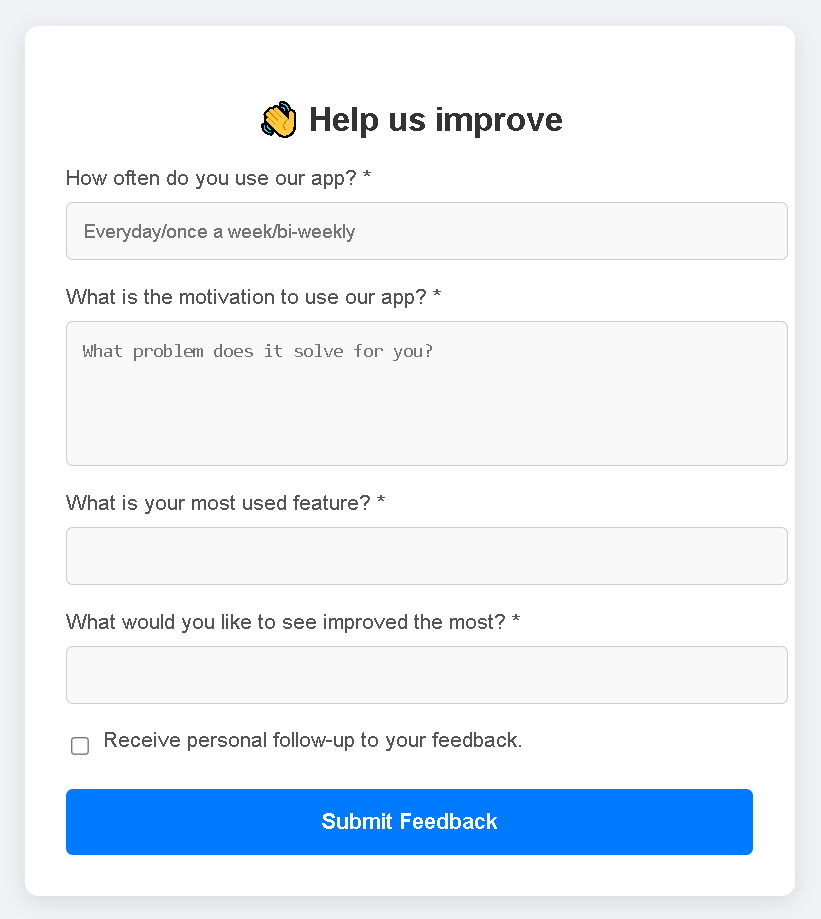 👋 Help us improve
How often do you use our app? *
Everyday/once a week/bi-weekly
What is the motivation to use our app? *
What problem does it solve for you?
What is your most used feature? *
What would you like to see improved the most? *
Receive personal follow-up to your feedback.
Submit Feedback